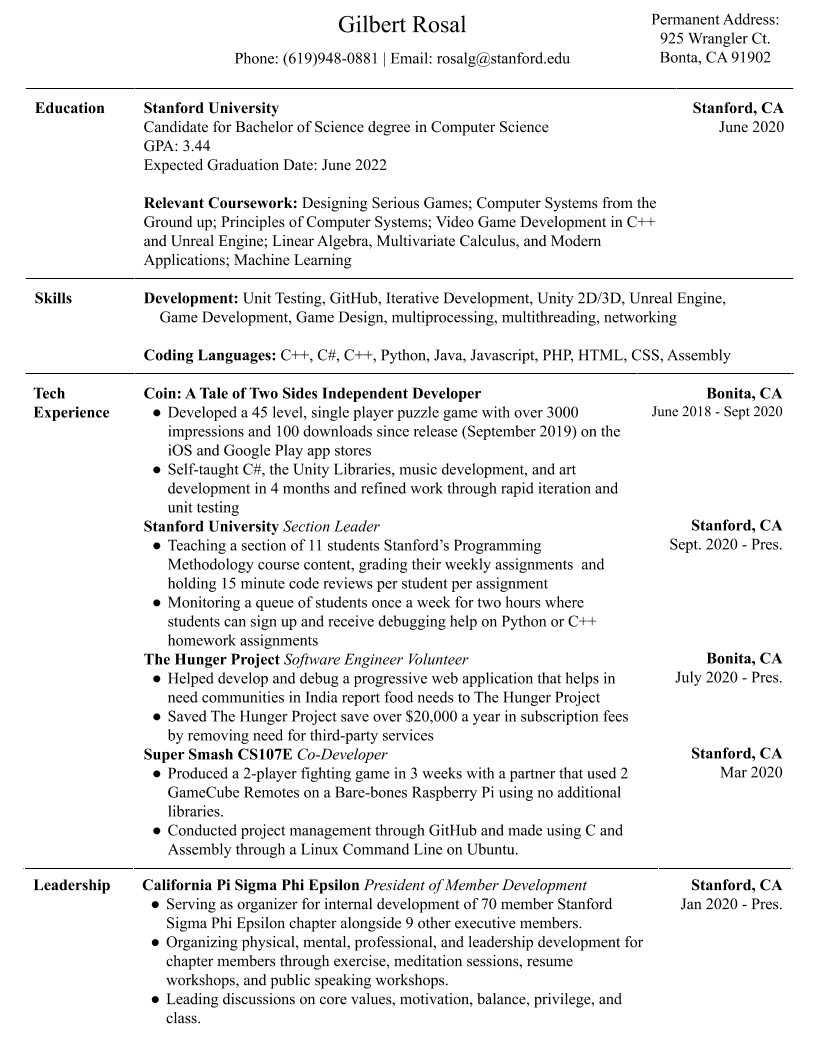 Gilbert Rosal
Phone: (619)948-0881 | Email: rosalg@stanford.edu
Permanent Address:
925 Wrangler Ct.
Bonta, CA 91902
Education
Stanford University
Stanford, CA
Candidate for Bachelor of Science degree in Computer Science
June 2020
GPA: 3.44
Expected Graduation Date: June 2022
Relevant Coursework: Designing Serious Games; Computer Systems from the
Ground up; Principles of Computer Systems; Video Game Development in C++
and Unreal Engine; Linear Algebra, Multivariate Calculus, and Modern
Applications; Machine Learning
Skills
Development: Unit Testing, GitHub, Iterative Development, Unity 2D/3D, Unreal Engine,
Game Development, Game Design, multiprocessing, multithreading, networking
Coding Languages: C++, C#, C++, Python, Java, Javascript, PHP, HTML, CSS, Assembly
Tech
Experience
Coin: A Tale of Two Sides Independent Developer
Bonita, CA
June 2018 - Sept 2020
● Developed a 45 level, single player puzzle game with over 3000
impressions and 100 downloads since release (September 2019) on the
iOS and Google Play app stores
● Self-taught C#, the Unity Libraries, music development, and art
development in 4 months and refined work through rapid iteration and
unit testing
Stanford University Section Leader
Stanford, CA
Sept. 2020 - Pres.
● Teaching a section of 11 students Stanford’s Programming
Methodology course content, grading their weekly assignments  and
holding 15 minute code reviews per student per assignment
● Monitoring a queue of students once a week for two hours where
students can sign up and receive debugging help on Python or C++
homework assignments
The Hunger Project Software Engineer Volunteer
Bonita, CA
July 2020 - Pres.
● Helped develop and debug a progressive web application that helps in
need communities in India report food needs to The Hunger Project
● Saved The Hunger Project save over $20,000 a year in subscription fees
by removing need for third-party services
Super Smash CS107E Co-Developer
Stanford, CA
Mar 2020
● Produced a 2-player fighting game in 3 weeks with a partner that used 2
GameCube Remotes on a Bare-bones Raspberry Pi using no additional
libraries.
● Conducted project management through GitHub and made using C and
Assembly through a Linux Command Line on Ubuntu.
Leadership
California Pi Sigma Phi Epsilon President of Member Development
Stanford, CA
Jan 2020 - Pres.
● Serving as organizer for internal development of 70 member Stanford
Sigma Phi Epsilon chapter alongside 9 other executive members.
● Organizing physical, mental, professional, and leadership development for
chapter members through exercise, meditation sessions, resume
workshops, and public speaking workshops.
● Leading discussions on core values, motivation, balance, privilege, and
class.